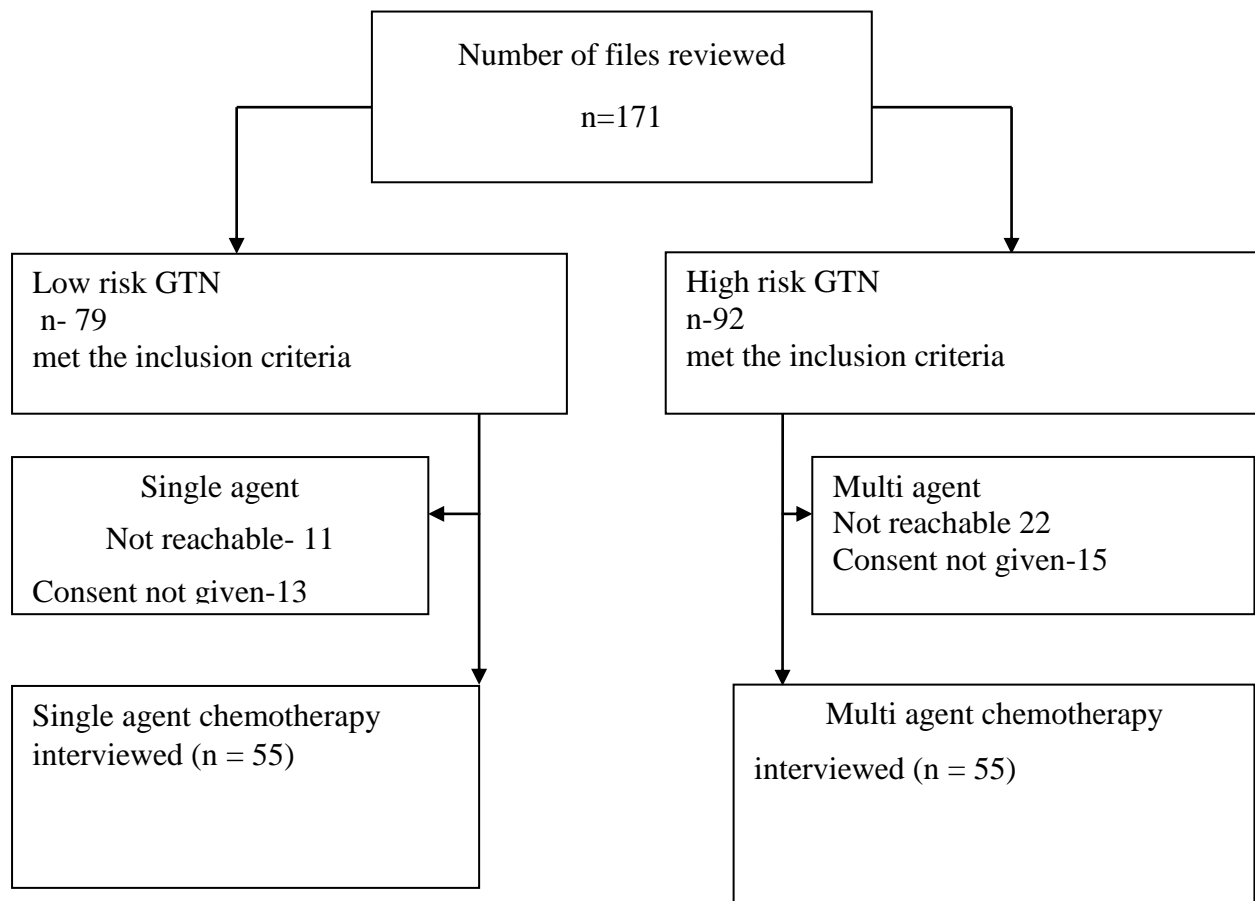 Number of files reviewed
n=171
Low risk GTN
n- 79
met the inclusion criteria
High risk GTN
n-92
met the inclusion criteria
Single agent
Not reachable- 11
Consent not given-13
Multi agent
Not reachable 22
Consent not given-15
Single agent chemotherapy
interviewed (n = 55)
Multi agent chemotherapy
interviewed (n = 55)